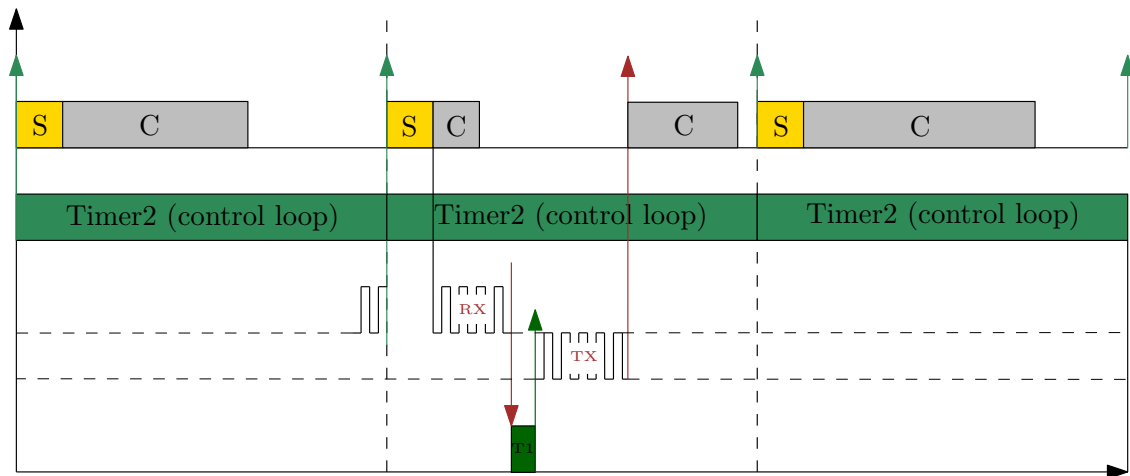 S C S C C S C
Timer2 (control loop) Timer2 (control loop) Timer2 (control loop)
RX
TX
T1